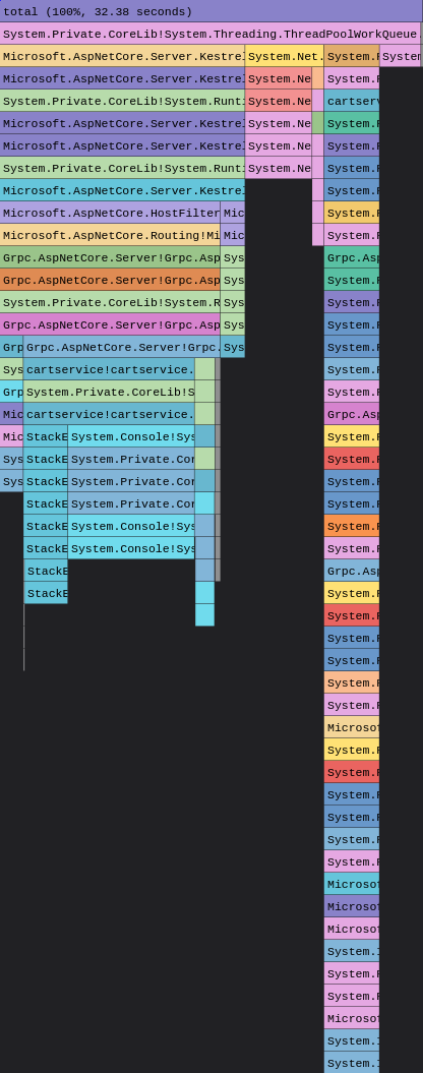 total (100%, 32.38 seconds)
System.Private.CoreLib!System.Threading.ThreadPoolWorkQueue.
Microsoft.AspNetCore.Server.Kestrel System.Net. System.P System
Microsoft.AspNetCore.Server.Kestrel System.Ne System.P
System.Private.CoreLib!System.Runti System.Ne cartserv
Microsoft.AspNetCore.Server.Kestrel System.Ne System.P
Microsoft.AspNetCore.Server.Kestrel System.Ne System.P
System.Private.CoreLib!System.Runti System.Ne System.P
Microsoft.AspNetCore.Server.Kestrel System.P
Microsoft.AspNetCore.HostFilter Mic System.P
Microsoft.AspNetCore.Routing!Mi Mic System.P
Grpc.AspNetCore.Server!Grpc.Asp Sys Grpc.Asp
Grpc.AspNetCore.Server!Grpc.Asp Sys System.P
System.Private.CoreLib!System.R Sys System.P
Grpc.AspNetCore.Server!Grpc.Asp Sys System.P
Grp Grpc.AspNetCore.Server!Grpc. Sys System.P
Sys cartservice!cartservice. System.P
Grp System.Private.CoreLib!S System.P
Mic cartservice!cartservice. Grpc.Asp
Mic StackE System.Console!Sys System.P
Sys StackE System.Private.Cor System.P
Sys StackE System.Private.Cor System.P
StackE System.Private.Cor System.P
StackE System.Console!Sys System.P
StackE System.Console!Sys System.P
StackE Grpc.Asp
StackE System.P
System.P
System.P
System.P
System.P
System.P
Microsof
System.P
System.P
System.P
System.P
System.P
System.P
Microsof
Microsof
Microsof
System.I
System.P
System.P
Microsof
System.I
System.I